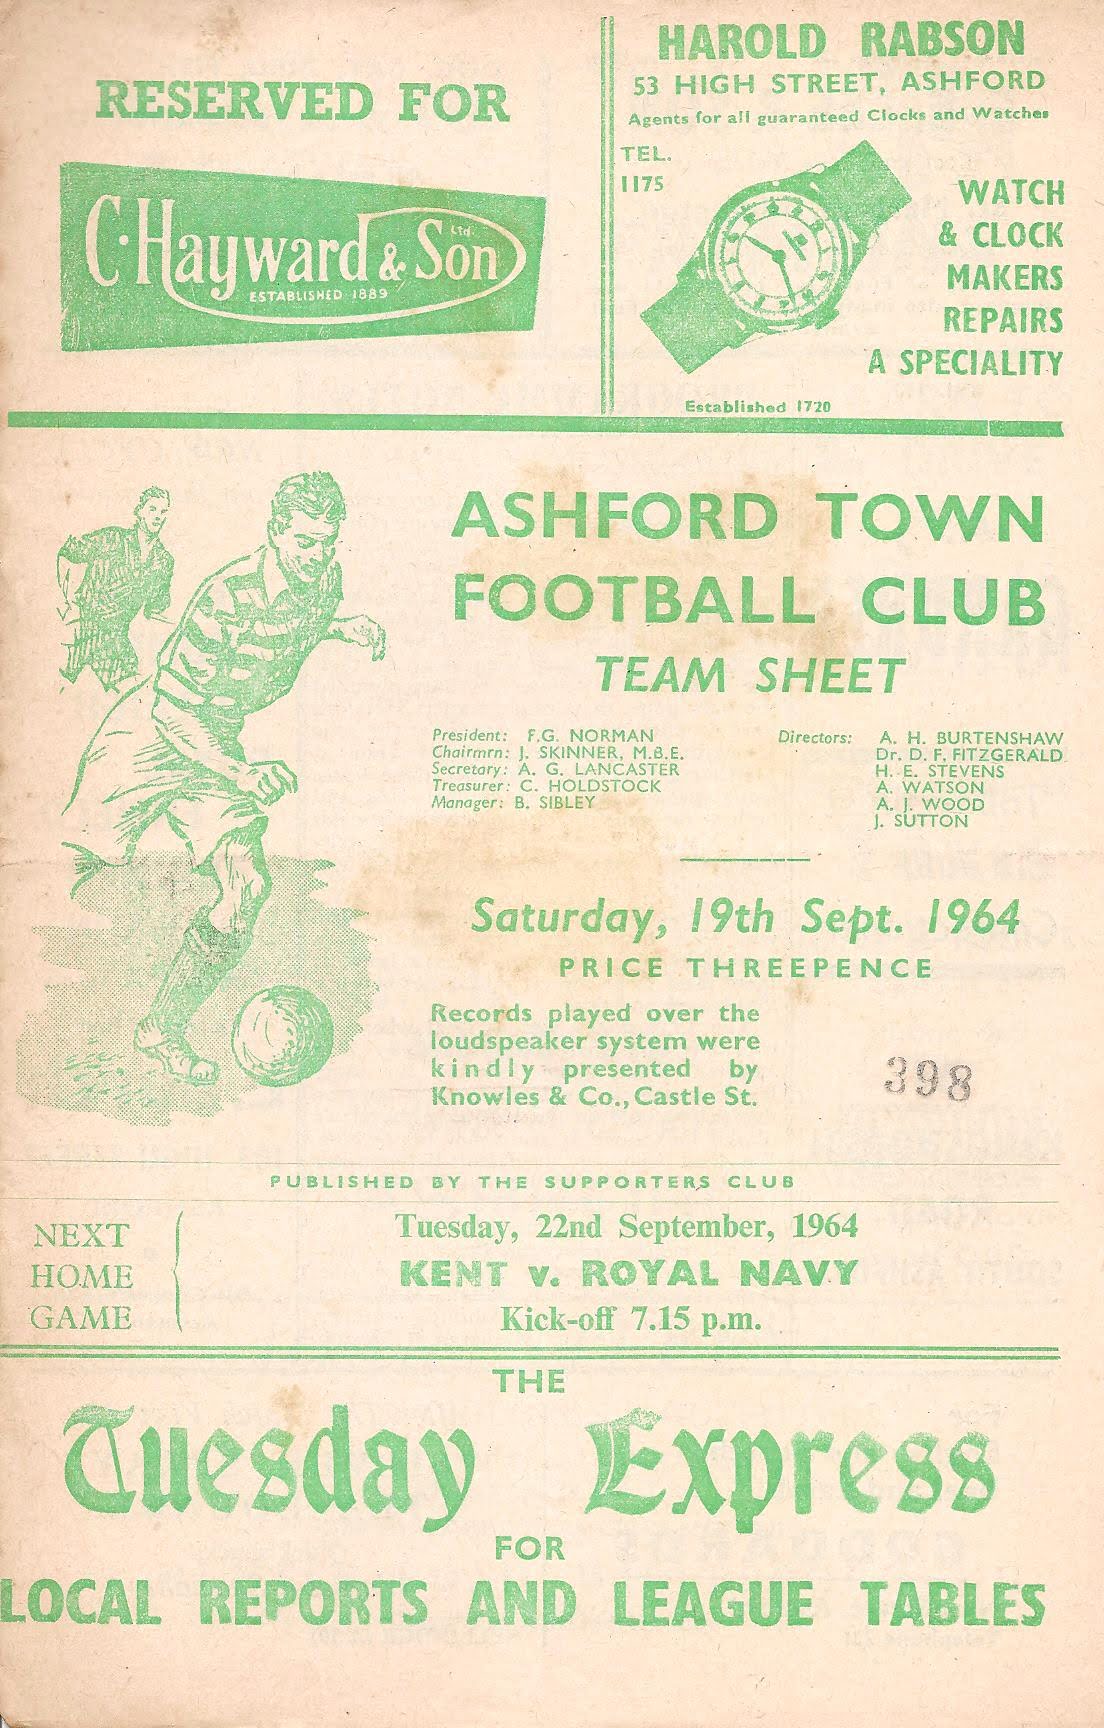 RESERVED FOR
C. Hayward & Son Ltd.
ESTABLISHED 1889
HAROLD RABSON
53 HIGH STREET, ASHFORD
Agents for all guaranteed Clocks and Watches
TEL.
1175
WATCH
& CLOCK
MAKERS
REPAIRS
A SPECIALITY
Established 1720
ASHFORD TOWN
FOOTBALL CLUB
TEAM SHEET
President: F.G. NORMAN
Chairmrn: J. SKINNER, M.B.E.
Secretary: A. G. LANCASTER
Treasurer: C. HOLDSTOCK
Manager: B. SIBLEY
Directors: A. H. BURTENSHAW
Dr. D. F. FITZGERALD
H. E. STEVENS
A. WATSON
A. J. WOOD
J. SUTTON
Saturday, 19th Sept. 1964
PRICE THREEPENCE
Records played over the
loudspeaker system were
kindly presented by
Knowles & Co., Castle St.
398
PUBLISHED BY THE SUPPORTERS CLUB
NEXT
HOME
GAME
Tuesday, 22nd September, 1964
KENT v. ROYAL NAVY
Kick-off 7.15 p.m.
THE
Tuesday Express
FOR
LOCAL REPORTS AND LEAGUE TABLES